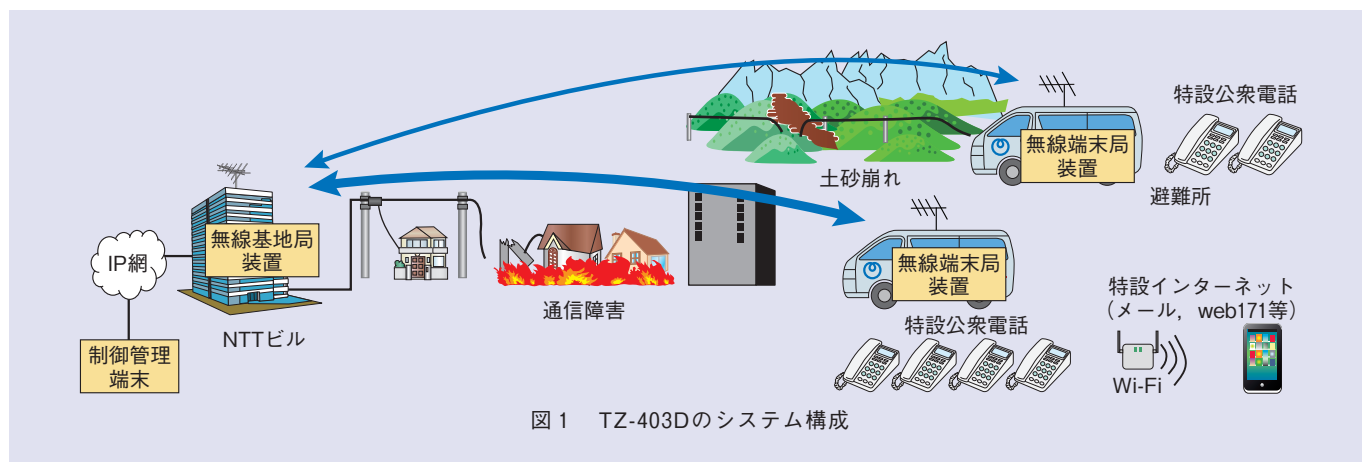 特設公衆電話
無線端末局
装置
土砂崩れ
避難所
無線基地局
装置
IP網
無線端末局
装置
通信障害
特設インターネット
(メール,web171等)
NTTビル
特設公衆電話
制御管理
端末
Wi-Fi
図1 TZ-403Dのシステム構成